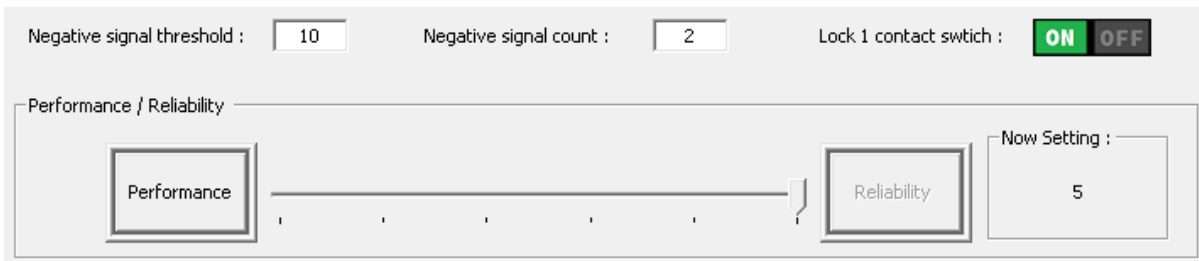 Negative signal threshold : 10 Negative signal count : 2 Lock 1 contact swtich : ON OFF
Performance / Reliability
Now Setting :
Performance Reliability 5